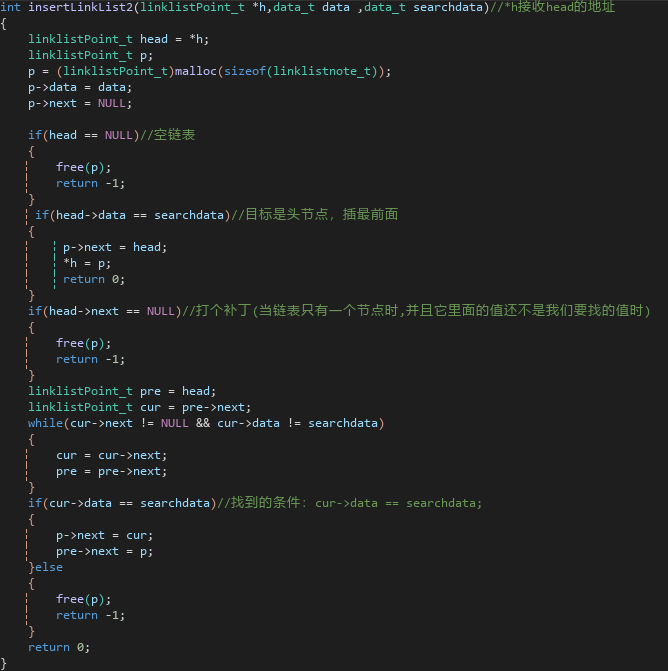 int insertLinkList2(linklistPoint_t *h,data_t data ,data_t searchdata)//*h接收head的地址
{
    linklistPoint_t head = *h;
    linklistPoint_t p;
    p = (linklistPoint_t)malloc(sizeof(linklistnote_t));
    p->data = data;
    p->next = NULL;

    if(head == NULL)//空链表
    {
        free(p);
        return -1;
    }
     if(head->data == searchdata)//目标是头节点，插最前面
    {
         p->next = head;
         *h = p;
         return 0;
    }
    if(head->next == NULL)//打个补丁(当链表只有一个节点时,并且它里面的值还不是我们要找的值时)
    {
        free(p);
        return -1;
    }
    linklistPoint_t pre = head;
    linklistPoint_t cur = pre->next;
    while(cur->next != NULL && cur->data != searchdata)
    {
        cur = cur->next;
        pre = pre->next;
    }
    if(cur->data == searchdata)//找到的条件：cur->data == searchdata;
    {
        p->next = cur;
        pre->next = p;
    }else
    {
        free(p);
        return -1;
    }
    return 0;
}